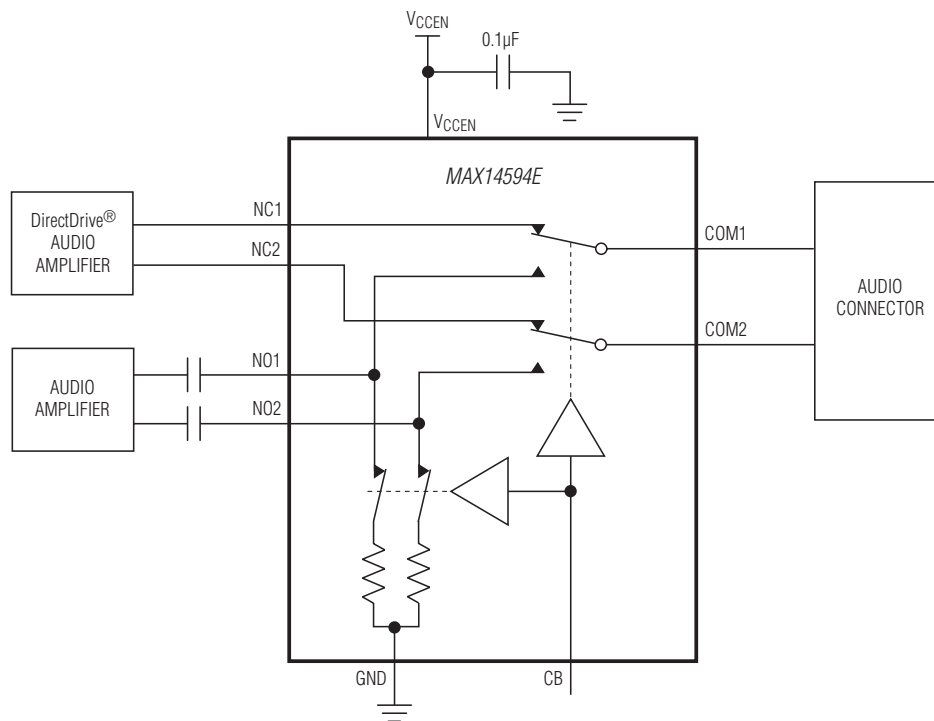 VCCEN
0.1µF
VCCEN
MAX14594E
DirectDrive®
AUDIO
AMPLIFIER
NC1
NC2
COM1
COM2
AUDIO
CONNECTOR
AUDIO
AMPLIFIER
NO1
NO2
GND
CB